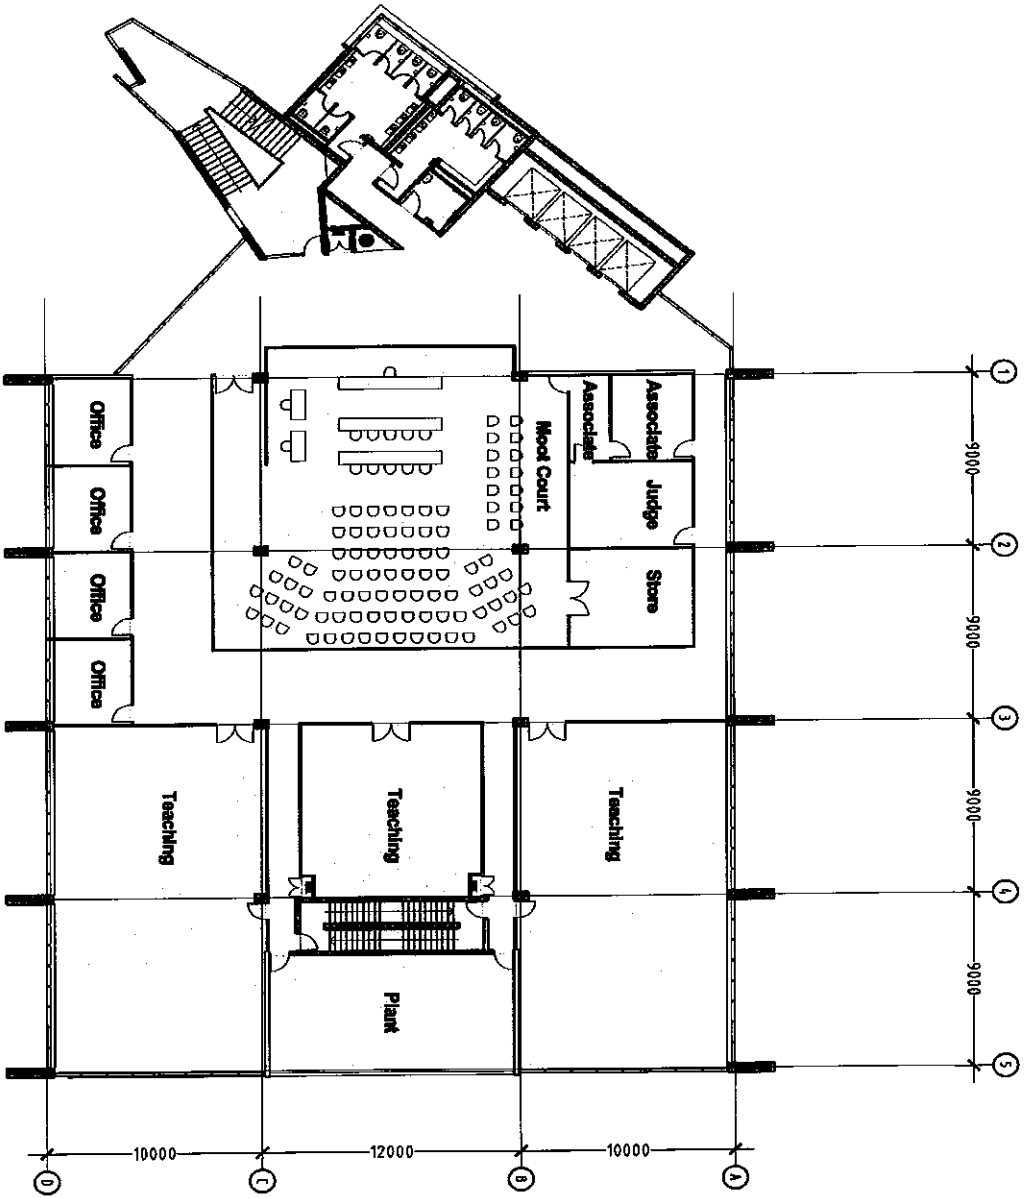 1
9000
2
9000
3
9000
4
9000
5
Associate
Associate
Judge
Moot Court
Store
Office
Office
Office
Office
Teaching
Teaching
Teaching
Plant
10000
12000
10000
D
C
B
A